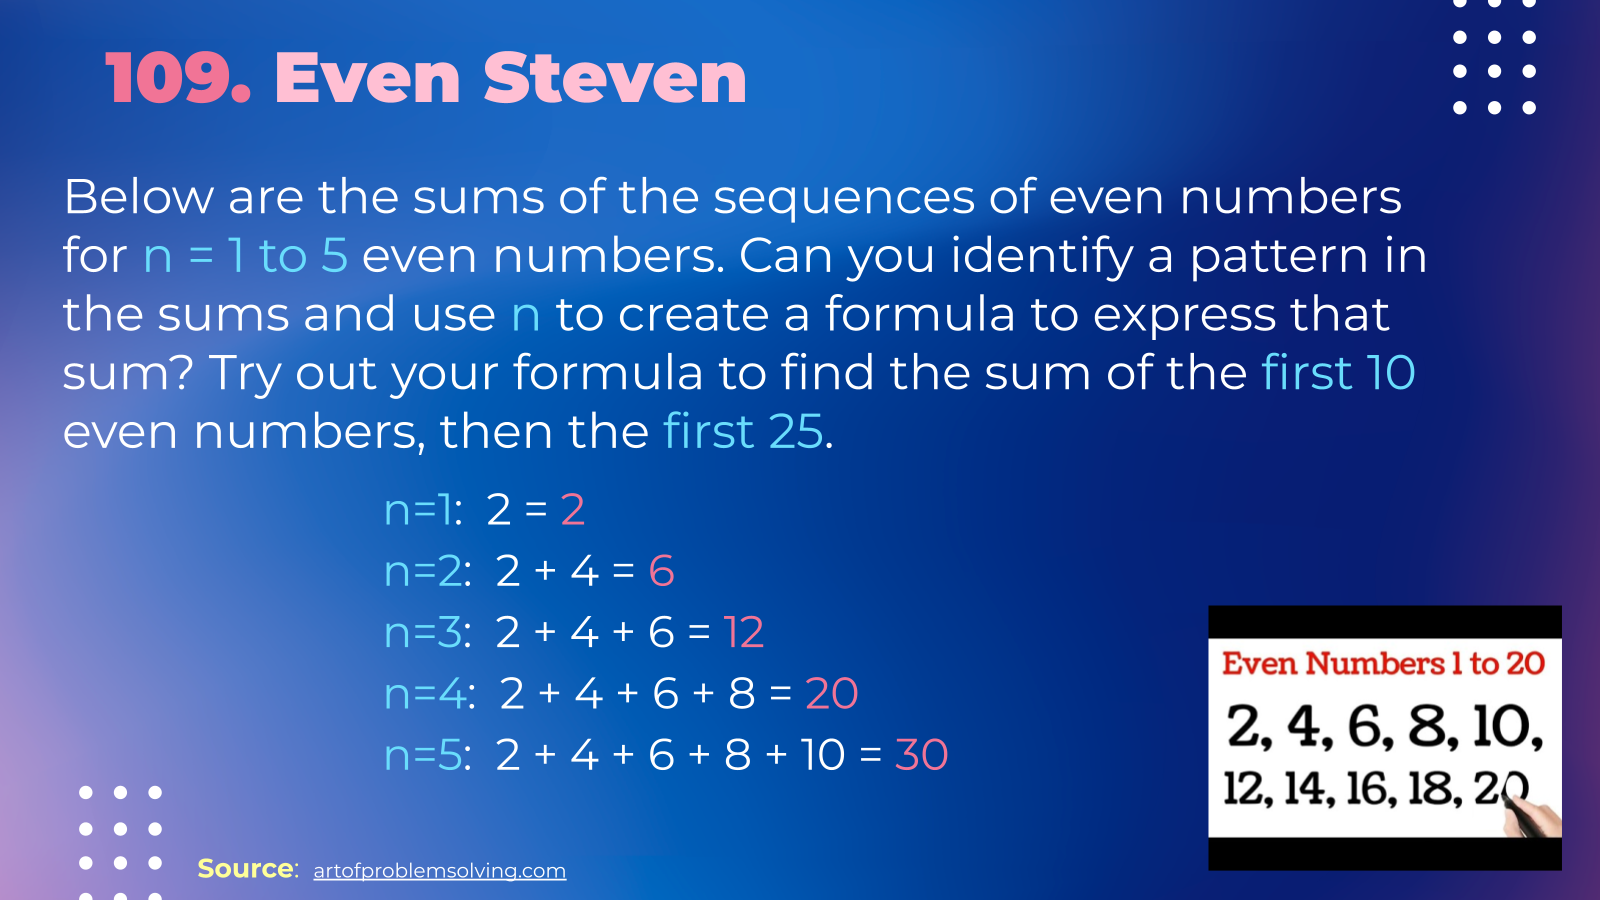 109. Even Steven
Below are the sums of the sequences of even numbers
for n = 1 to 5 even numbers. Can you identify a pattern in
the sums and use n to create a formula to express that
sum? Try out your formula to find the sum of the first 10
even numbers, then the first 25.
n=1: 2 = 2
n=2: 2 + 4 = 6
n=3: 2 + 4 + 6 = 12
n=4: 2 + 4 + 6 + 8 = 20
n=5: 2 + 4 + 6 + 8 + 10 = 30
Even Numbers 1 to 20
2, 4, 6, 8, 10,
12, 14, 16, 18, 20
Source: artofproblemsolving.com